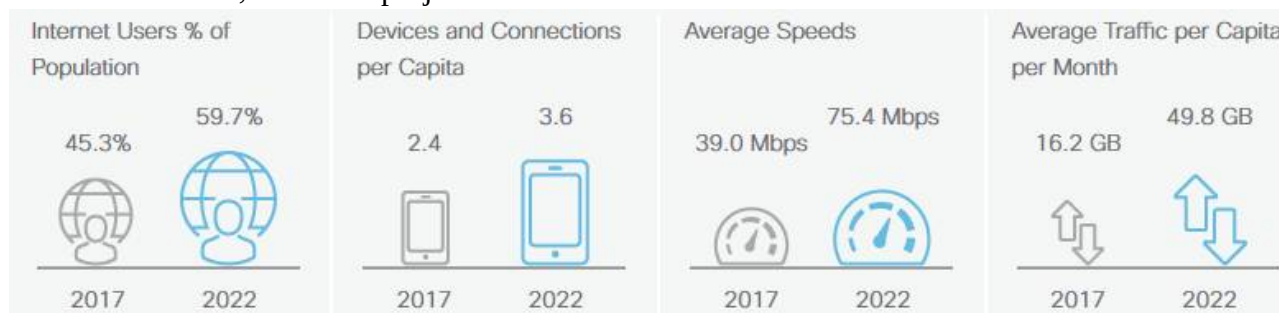 Internet Users % of
Population
45.3%
59.7%
2017
2022
Devices and Connections
per Capita
2.4
3.6
2017
2022
Average Speeds
39.0 Mbps
75.4 Mbps
2017
2022
Average Traffic per Capita
per Month
16.2 GB
49.8 GB
2017
2022